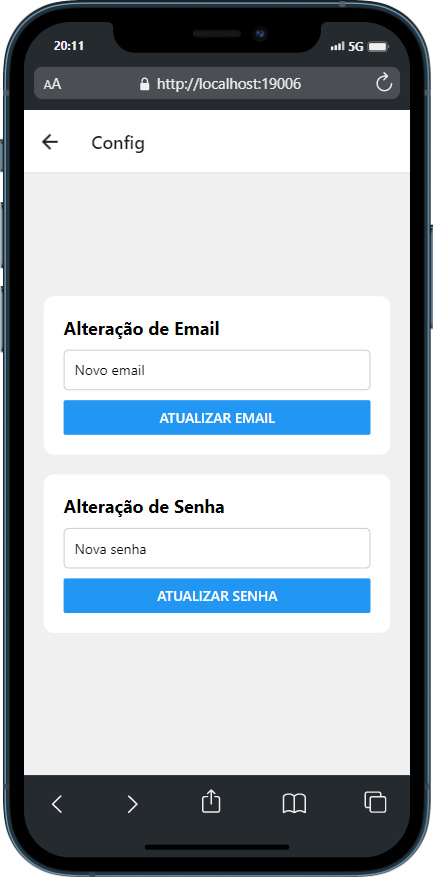 20:11
5G
AA
http://localhost:19006
Config
Alteração de Email
Novo email
ATUALIZAR EMAIL
Alteração de Senha
Nova senha
ATUALIZAR SENHA